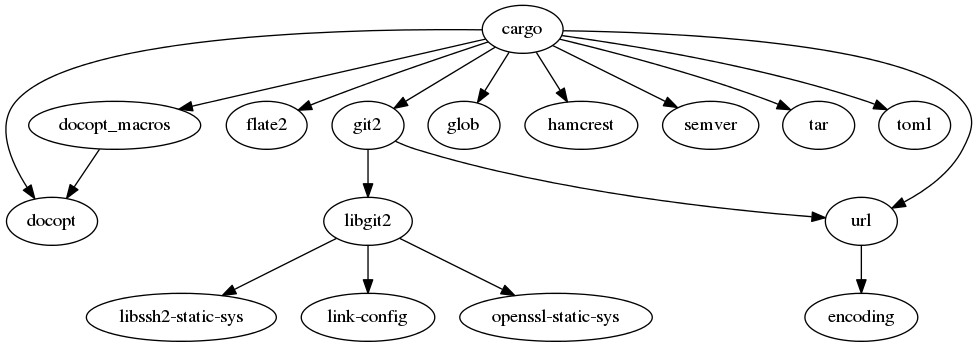 cargo
docopt_macros
flate2
git2
glob
hamcrest
semver
tar
toml
docopt
libgit2
url
libssh2-static-sys
link-config
openssl-static-sys
encoding